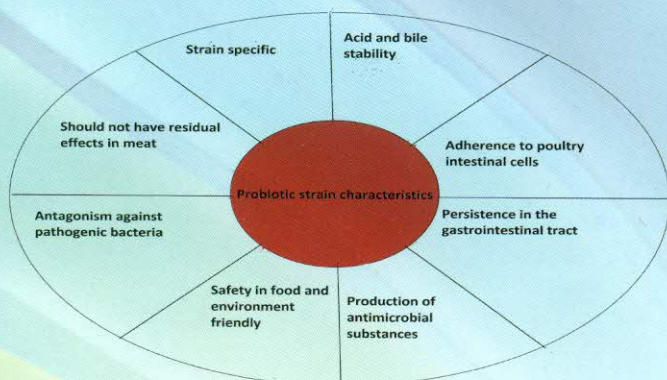 Strain specific
Acid and bile
stability
Should not have residual
effects in meat
Adherence to poultry
intestinal cells
Probiotic strain characteristics
Antagonism against
pathogenic bacteria
Persistence in the
gastrointestinal tract
Safety in food and
environment
friendly
Production of
antimicrobial
substances